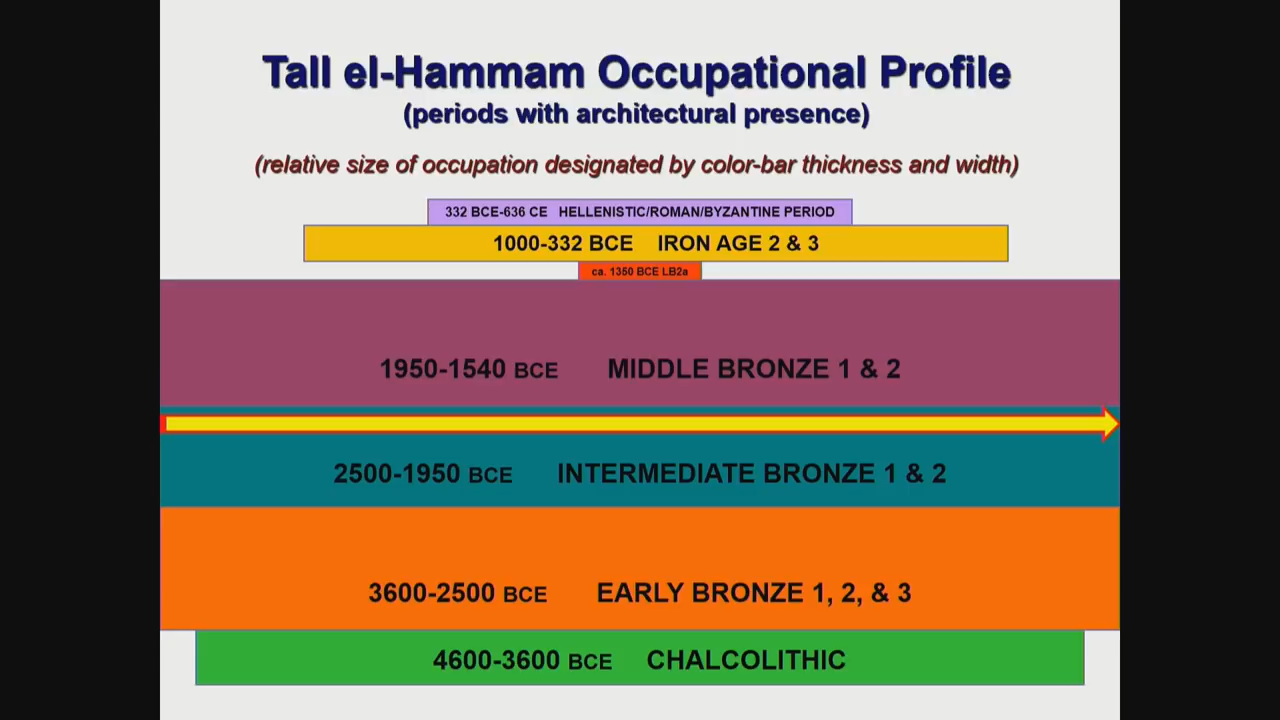 Tall el-Hammam Occupational Profile
(periods with architectural presence)
(relative size of occupation designated by color-bar thickness and width)
332 BCE-636 CE HELLENISTIC/ROMAN/BYZANTINE PERIOD
1000-332 BCE IRON AGE 2 & 3
ca. 1350 BCE LB2a
1950-1540 BCE MIDDLE BRONZE 1 & 2
2500-1950 BCE INTERMEDIATE BRONZE 1 & 2
3600-2500 BCE EARLY BRONZE 1, 2, & 3
4600-3600 BCE CHALCOLITHIC